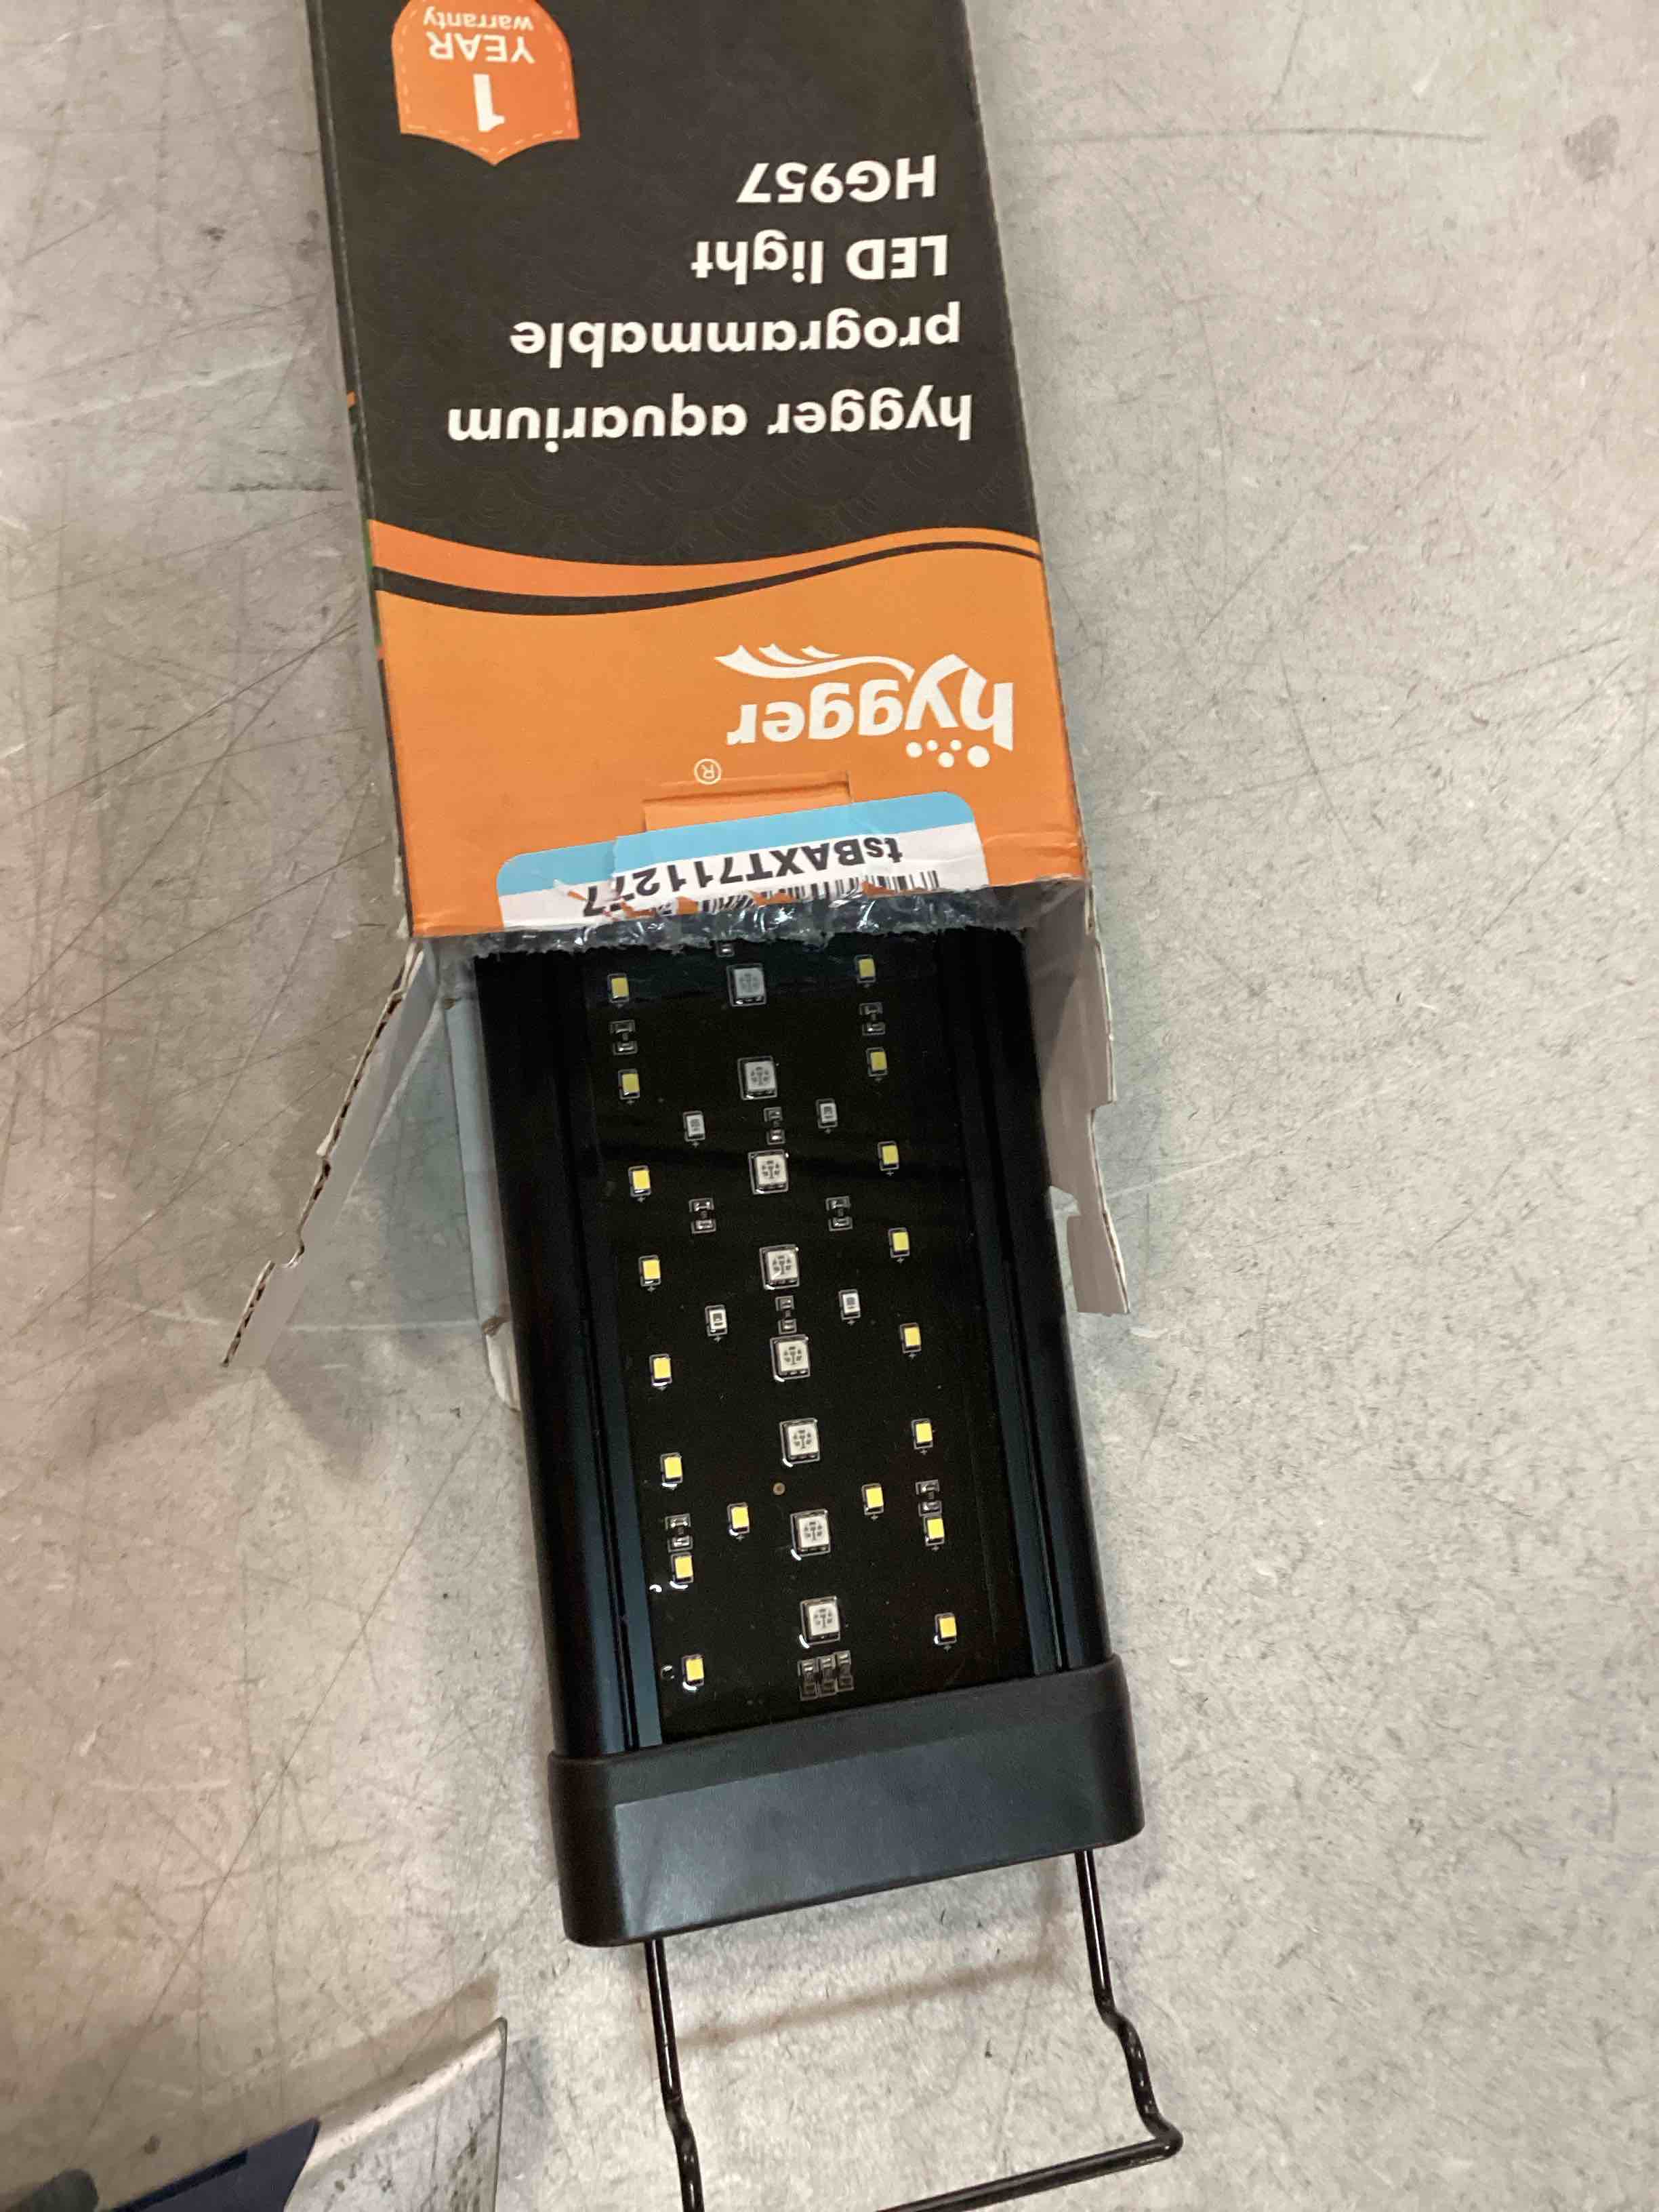 hygger
®
hygger aquarium
programmable
LED light
HG957
1
YEAR
warranty
tsBAXT711277